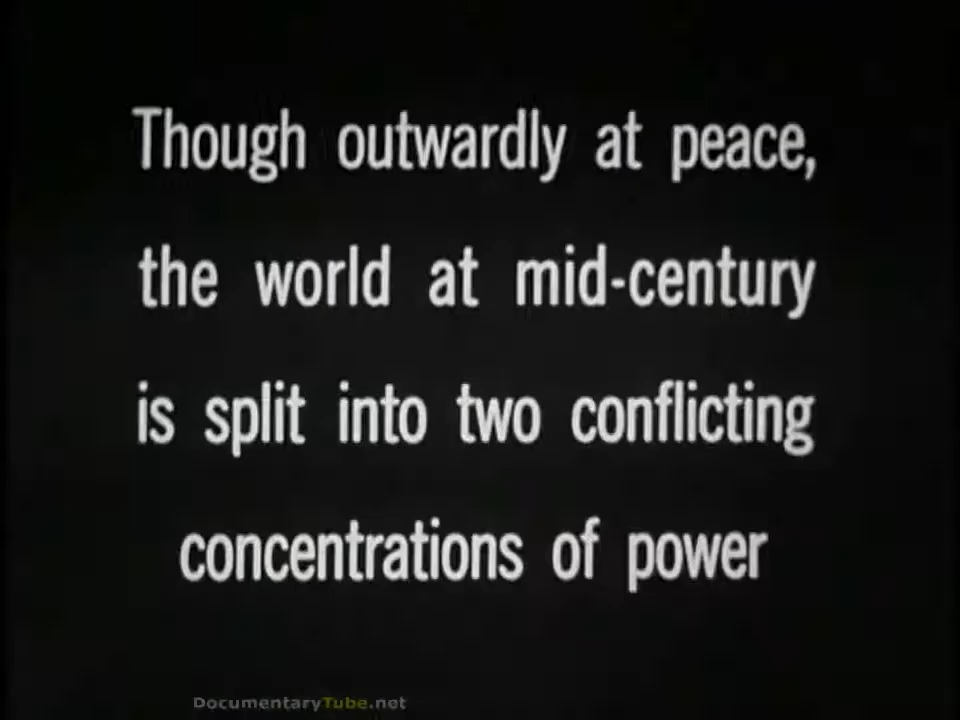 Though outwardly at peace,
the world at mid-century
is split into two conflicting
concentrations of power
DocumentaryTube.net